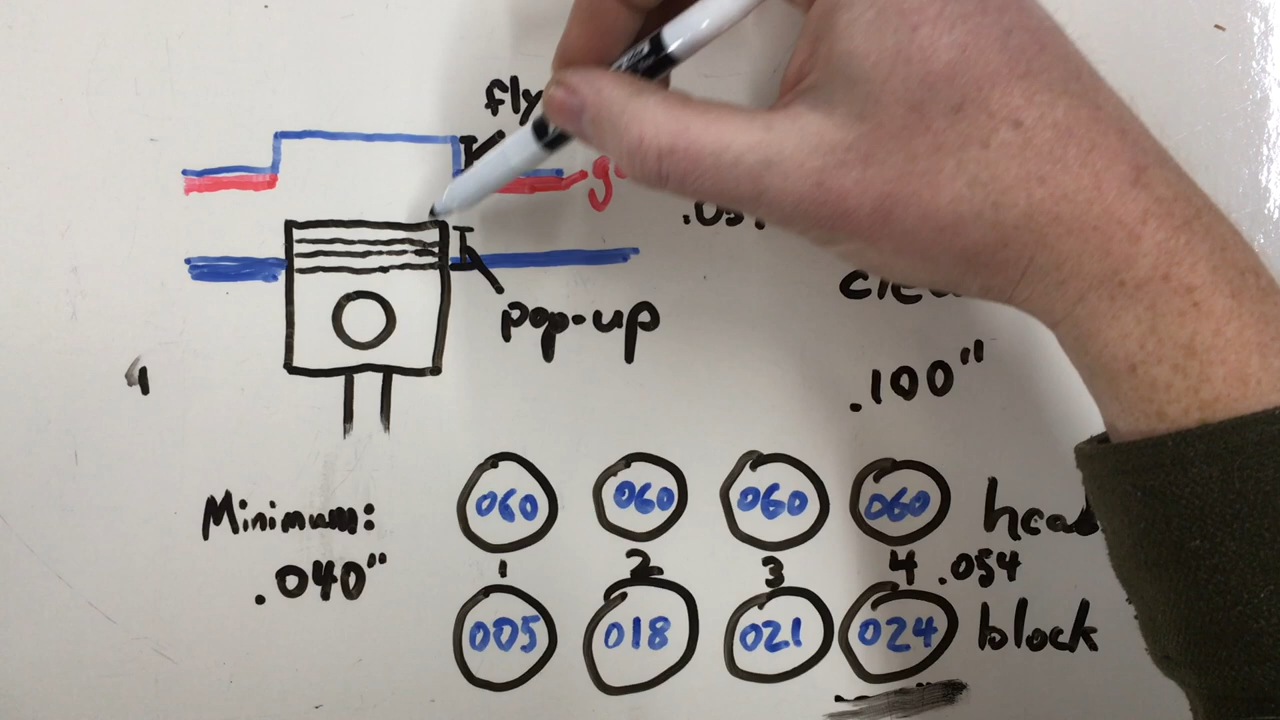 fly
pop-up
.100"
060 060 060 060
Minimum:
.040"
1 2 3 4 .054
005 018 021 024 block